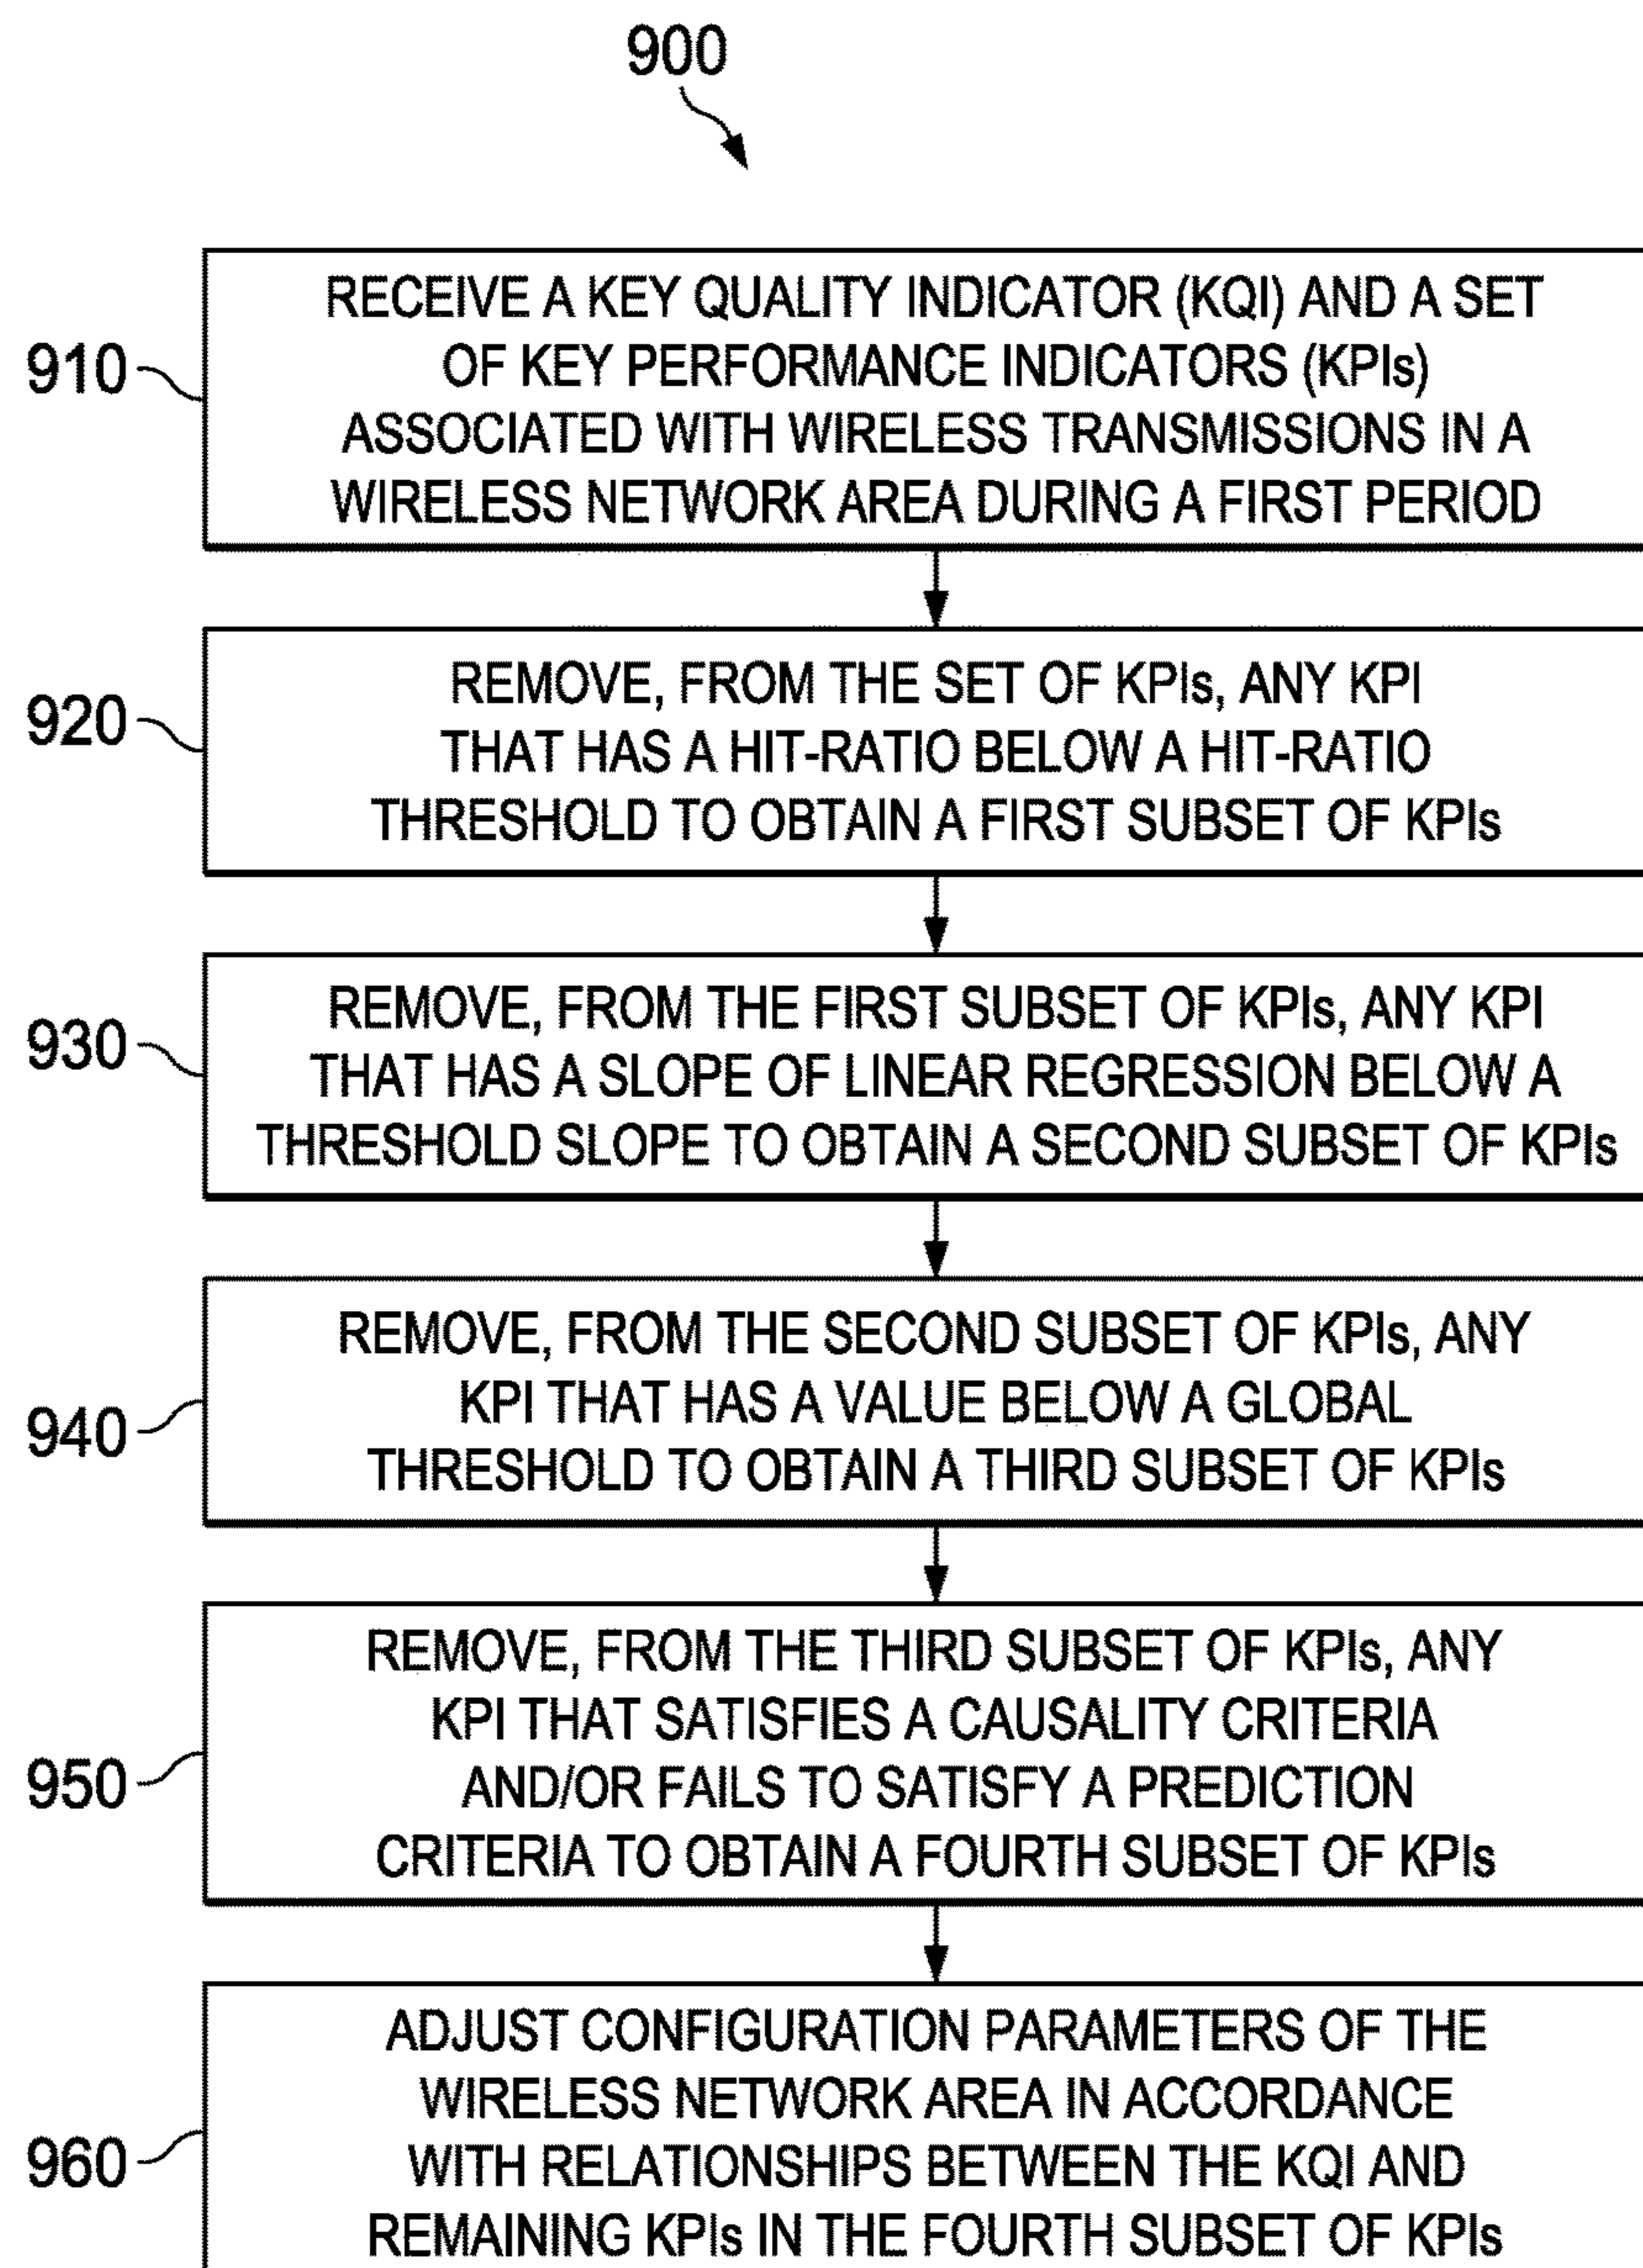 900
910
RECEIVE A KEY QUALITY INDICATOR (KQI) AND A SET
OF KEY PERFORMANCE INDICATORS (KPIs)
ASSOCIATED WITH WIRELESS TRANSMISSIONS IN A
WIRELESS NETWORK AREA DURING A FIRST PERIOD
920
REMOVE, FROM THE SET OF KPIs, ANY KPI
THAT HAS A HIT-RATIO BELOW A HIT-RATIO
THRESHOLD TO OBTAIN A FIRST SUBSET OF KPIs
930
REMOVE, FROM THE FIRST SUBSET OF KPIs, ANY KPI
THAT HAS A SLOPE OF LINEAR REGRESSION BELOW A
THRESHOLD SLOPE TO OBTAIN A SECOND SUBSET OF KPIs
940
REMOVE, FROM THE SECOND SUBSET OF KPIs, ANY
KPI THAT HAS A VALUE BELOW A GLOBAL
THRESHOLD TO OBTAIN A THIRD SUBSET OF KPIs
950
REMOVE, FROM THE THIRD SUBSET OF KPIs, ANY
KPI THAT SATISFIES A CAUSALITY CRITERIA
AND/OR FAILS TO SATISFY A PREDICTION
CRITERIA TO OBTAIN A FOURTH SUBSET OF KPIs
960
ADJUST CONFIGURATION PARAMETERS OF THE
WIRELESS NETWORK AREA IN ACCORDANCE
WITH RELATIONSHIPS BETWEEN THE KQI AND
REMAINING KPIs IN THE FOURTH SUBSET OF KPIs